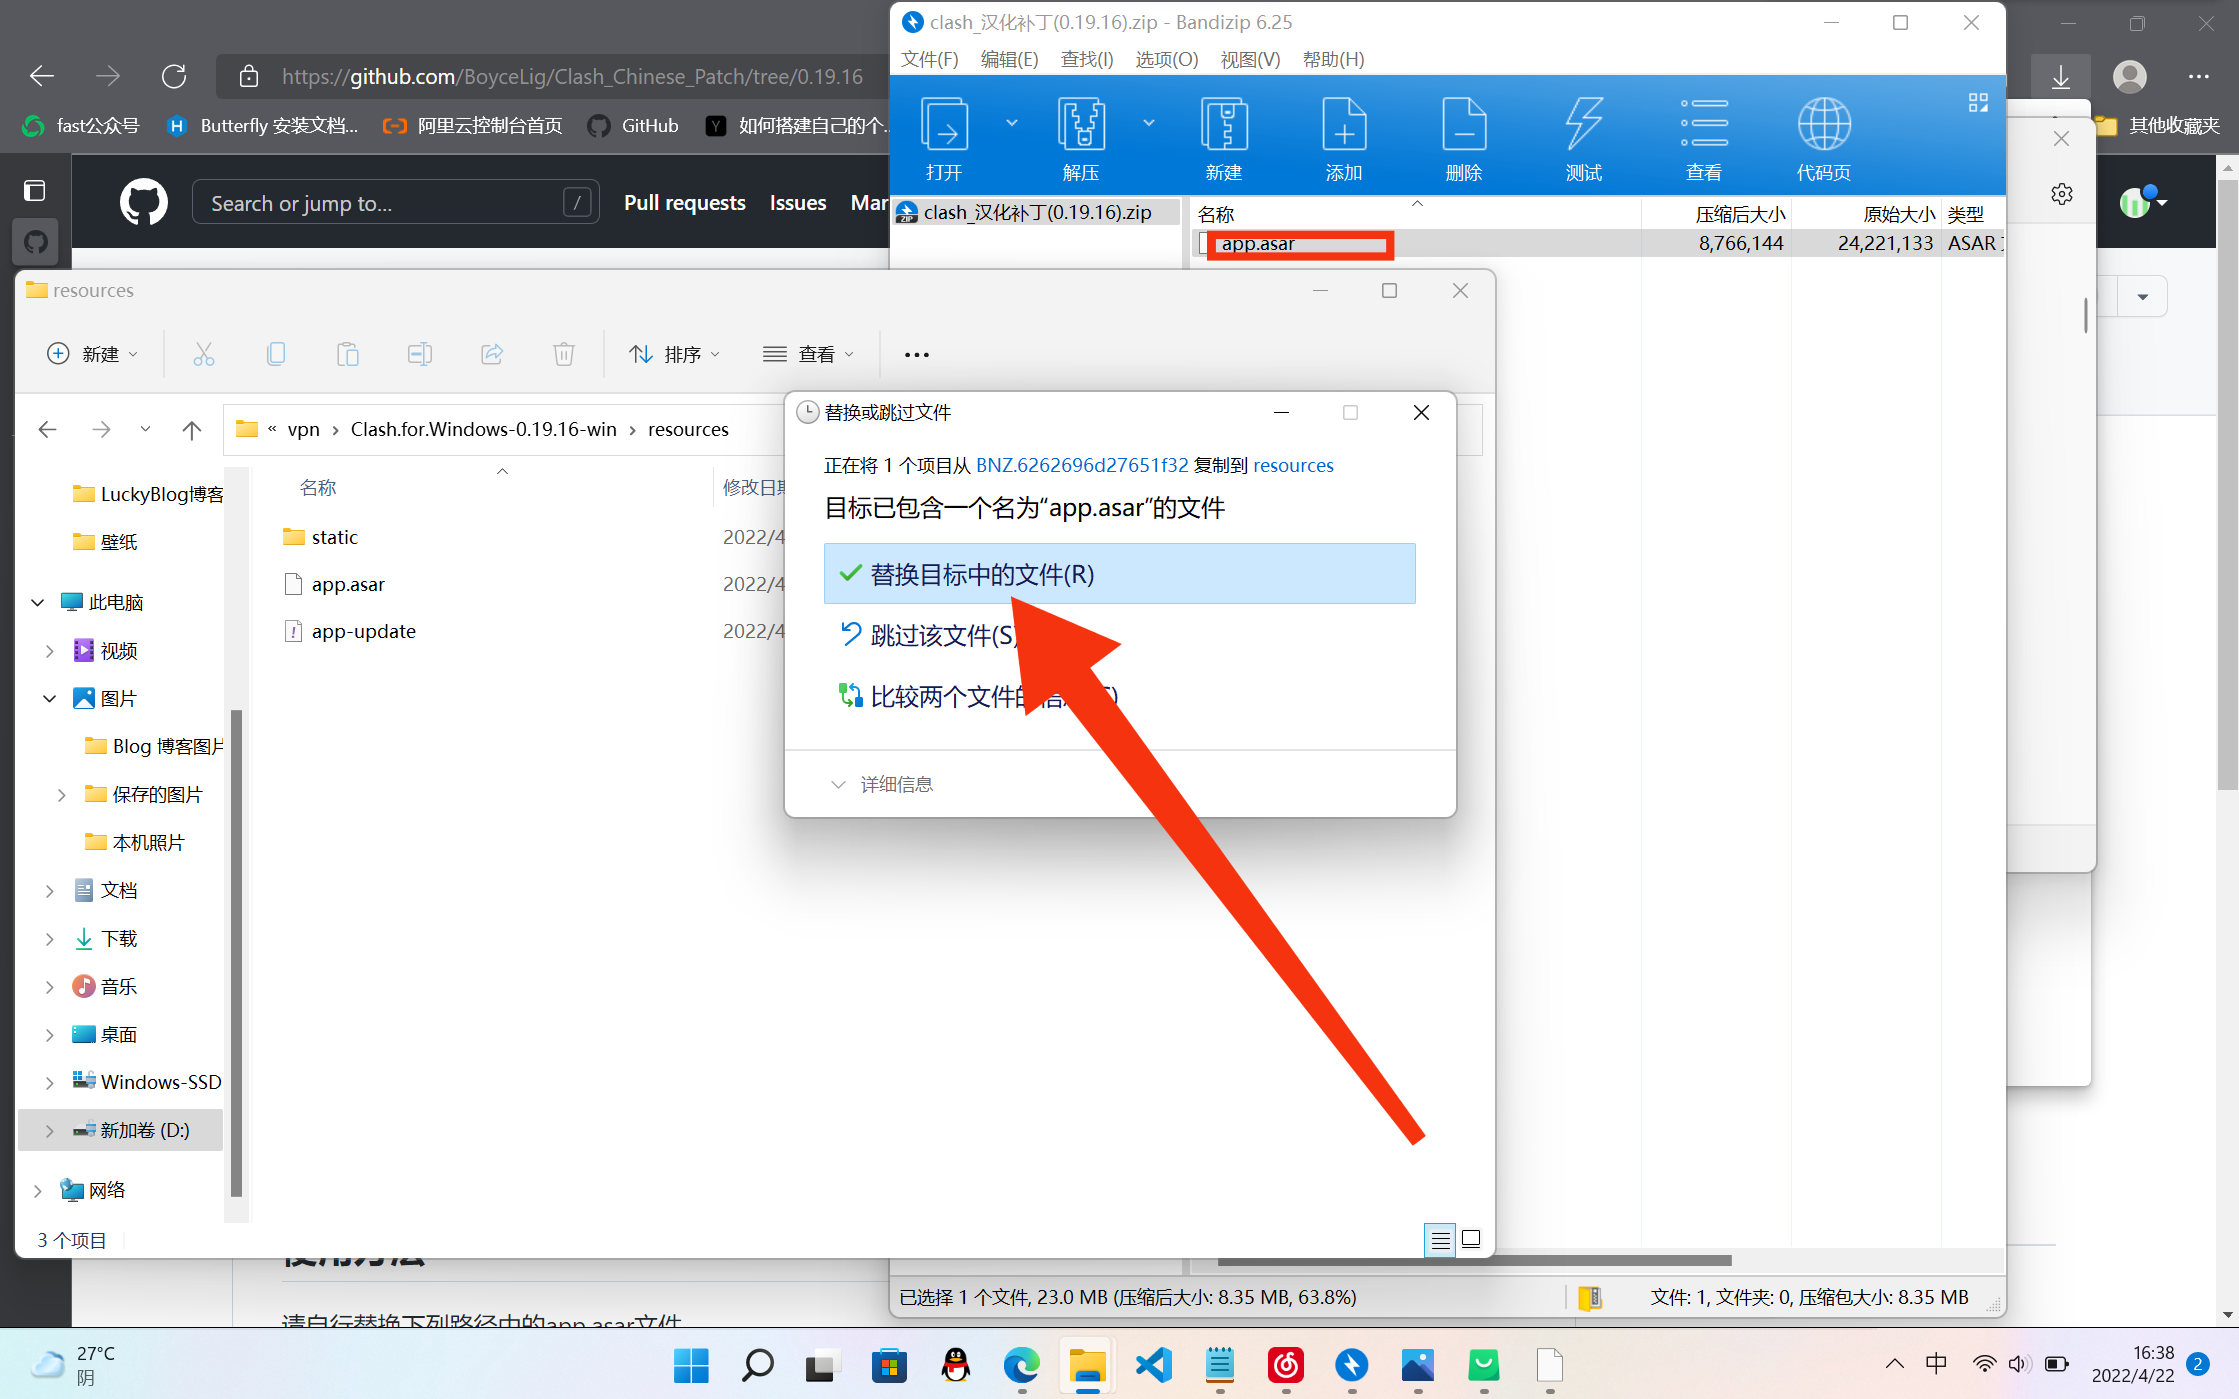 clash_汉化补丁(0.19.16).zip - Bandizip 6.25
文件(F) 编辑(E) 查找(I) 选项(O) 视图(V) 帮助(H)
https://github.com/BoyceLig/Clash_Chinese_Patch/tree/0.19.16
fast公众号 Butterfly 安装文档... 阿里云控制台首页 GitHub 如何搭建自己的个... 其他收藏夹
打开 解压 新建 添加 删除 测试 查看 代码页
Search or jump to... / Pull requests Issues Mar
clash_汉化补丁(0.19.16).zip 名称 压缩后大小 原始大小 类型
app.asar 8,766,144 24,221,133 ASAR
resources
新建 排序 查看
« vpn › Clash.for.Windows-0.19.16-win › resources
名称 修改日期
LuckyBlog博客
壁纸
此电脑
视频
图片
Blog 博客图片
保存的图片
本机照片
文档
下载
音乐
桌面
Windows-SSD
新加卷 (D:)
网络
static 2022/4
app.asar 2022/4
app-update 2022/4
3 个项目
替换或跳过文件
正在将 1 个项目从 BNZ.6262696d27651f32 复制到 resources
目标已包含一个名为“app.asar”的文件
替换目标中的文件(R)
跳过该文件(S)
比较两个文件的
详细信息
使用方法
请自行替换下列路径中的app.asar文件
已选择 1 个文件, 23.0 MB (压缩后大小: 8.35 MB, 63.8%) 文件: 1, 文件夹: 0, 压缩包大小: 8.35 MB
27°C
阴
中
16:38
2022/4/22
2